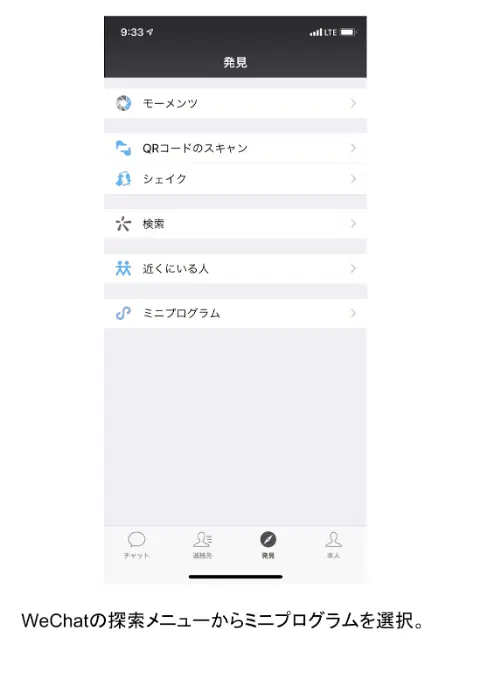 9:33
LTE
発見
モーメンツ
QRコードのスキャン
シェイク
検索
近くにいる人
ミニプログラム
チャット
連絡先
発見
本人
WeChatの探索メニューからミニプログラムを選択。